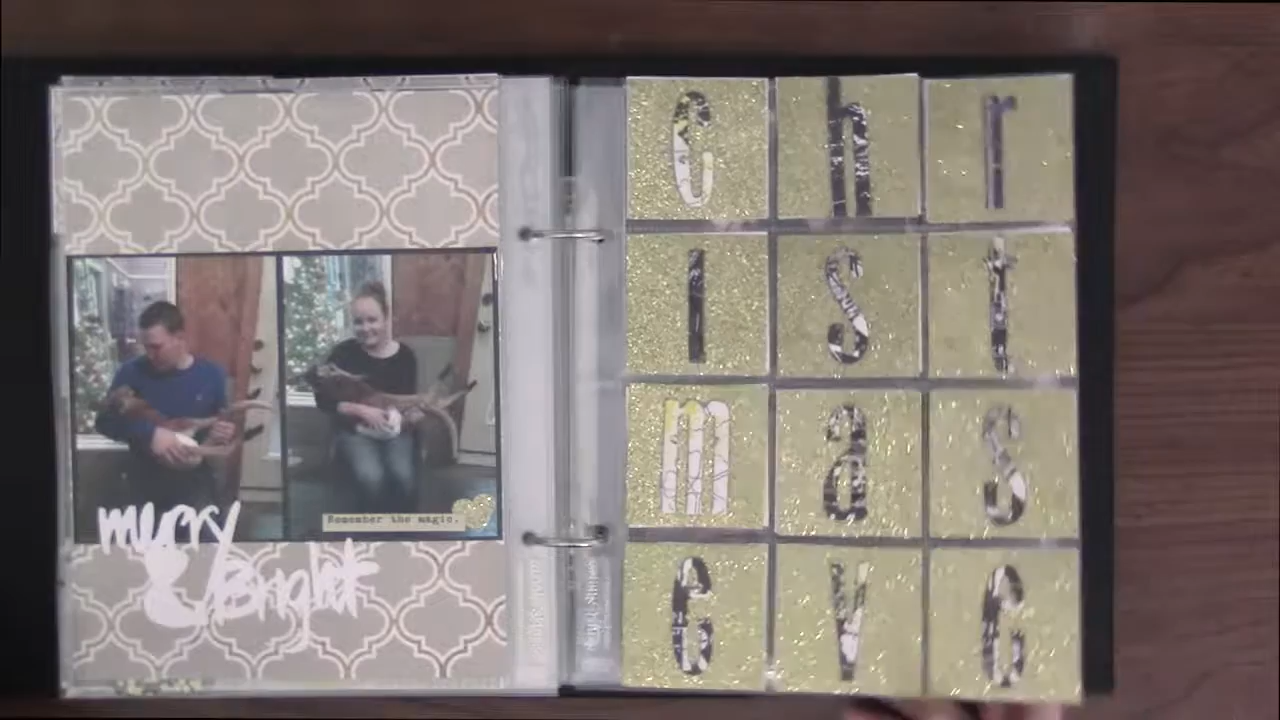 merry
& bright
Remember the magic.
c h r
i s t
m a s
e v e